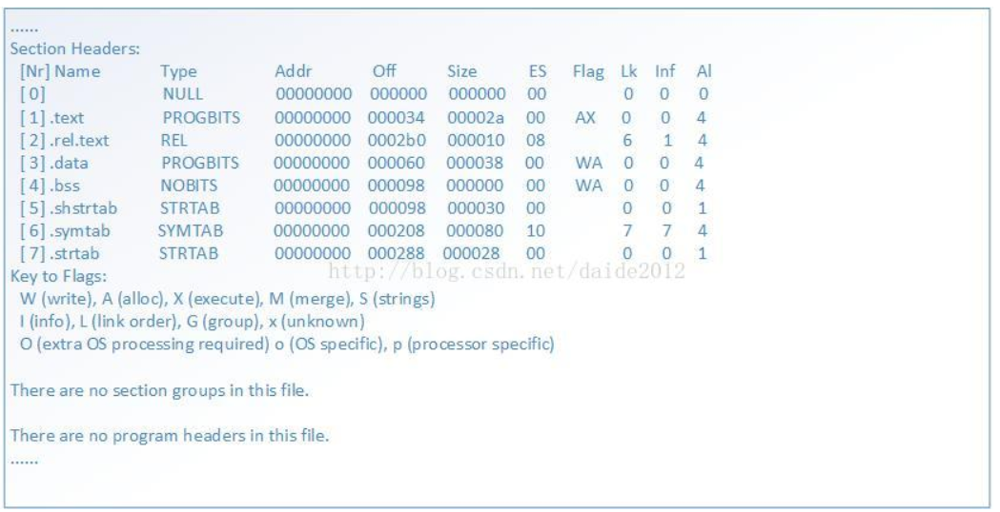 ......
Section Headers:
[Nr] Name Type Addr Off Size ES Flag Lk Inf Al
[ 0] NULL 00000000 000000 000000 00 0 0 0
[ 1] .text PROGBITS 00000000 000034 00002a 00 AX 0 0 4
[ 2] .rel.text REL 00000000 0002b0 000010 08 6 1 4
[ 3] .data PROGBITS 00000000 000060 000038 00 WA 0 0 4
[ 4] .bss NOBITS 00000000 000098 000000 00 WA 0 0 4
[ 5] .shstrtab STRTAB 00000000 000098 000030 00 0 0 1
[ 6] .symtab SYMTAB 00000000 000208 000080 10 7 7 4
[ 7] .strtab STRTAB 00000000 000288 000028 00 0 0 1
http://blog.csdn.net/daide2012
Key to Flags:
W (write), A (alloc), X (execute), M (merge), S (strings)
I (info), L (link order), G (group), x (unknown)
O (extra OS processing required) o (OS specific), p (processor specific)
There are no section groups in this file.
There are no program headers in this file.
......